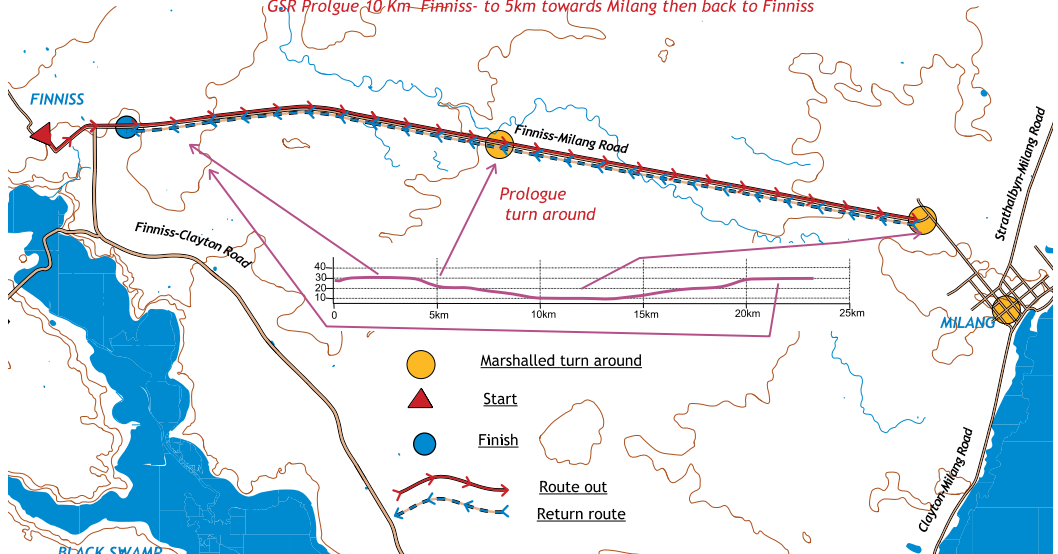 GSR Prolgue 10 Km Finniss- to 5km towards Milang then back to Finniss
FINNISS
Finniss-Milang Road
Strathalbyn-Milang Road
Prologue
turn around
Finniss-Clayton Road
40
30
20
10
0
5km
10km
15km
20km
25km
MILANG
Marshalled turn around
Start
Finish
Route out
Return route
Clayton-Milang Road
BLACK SWAMP